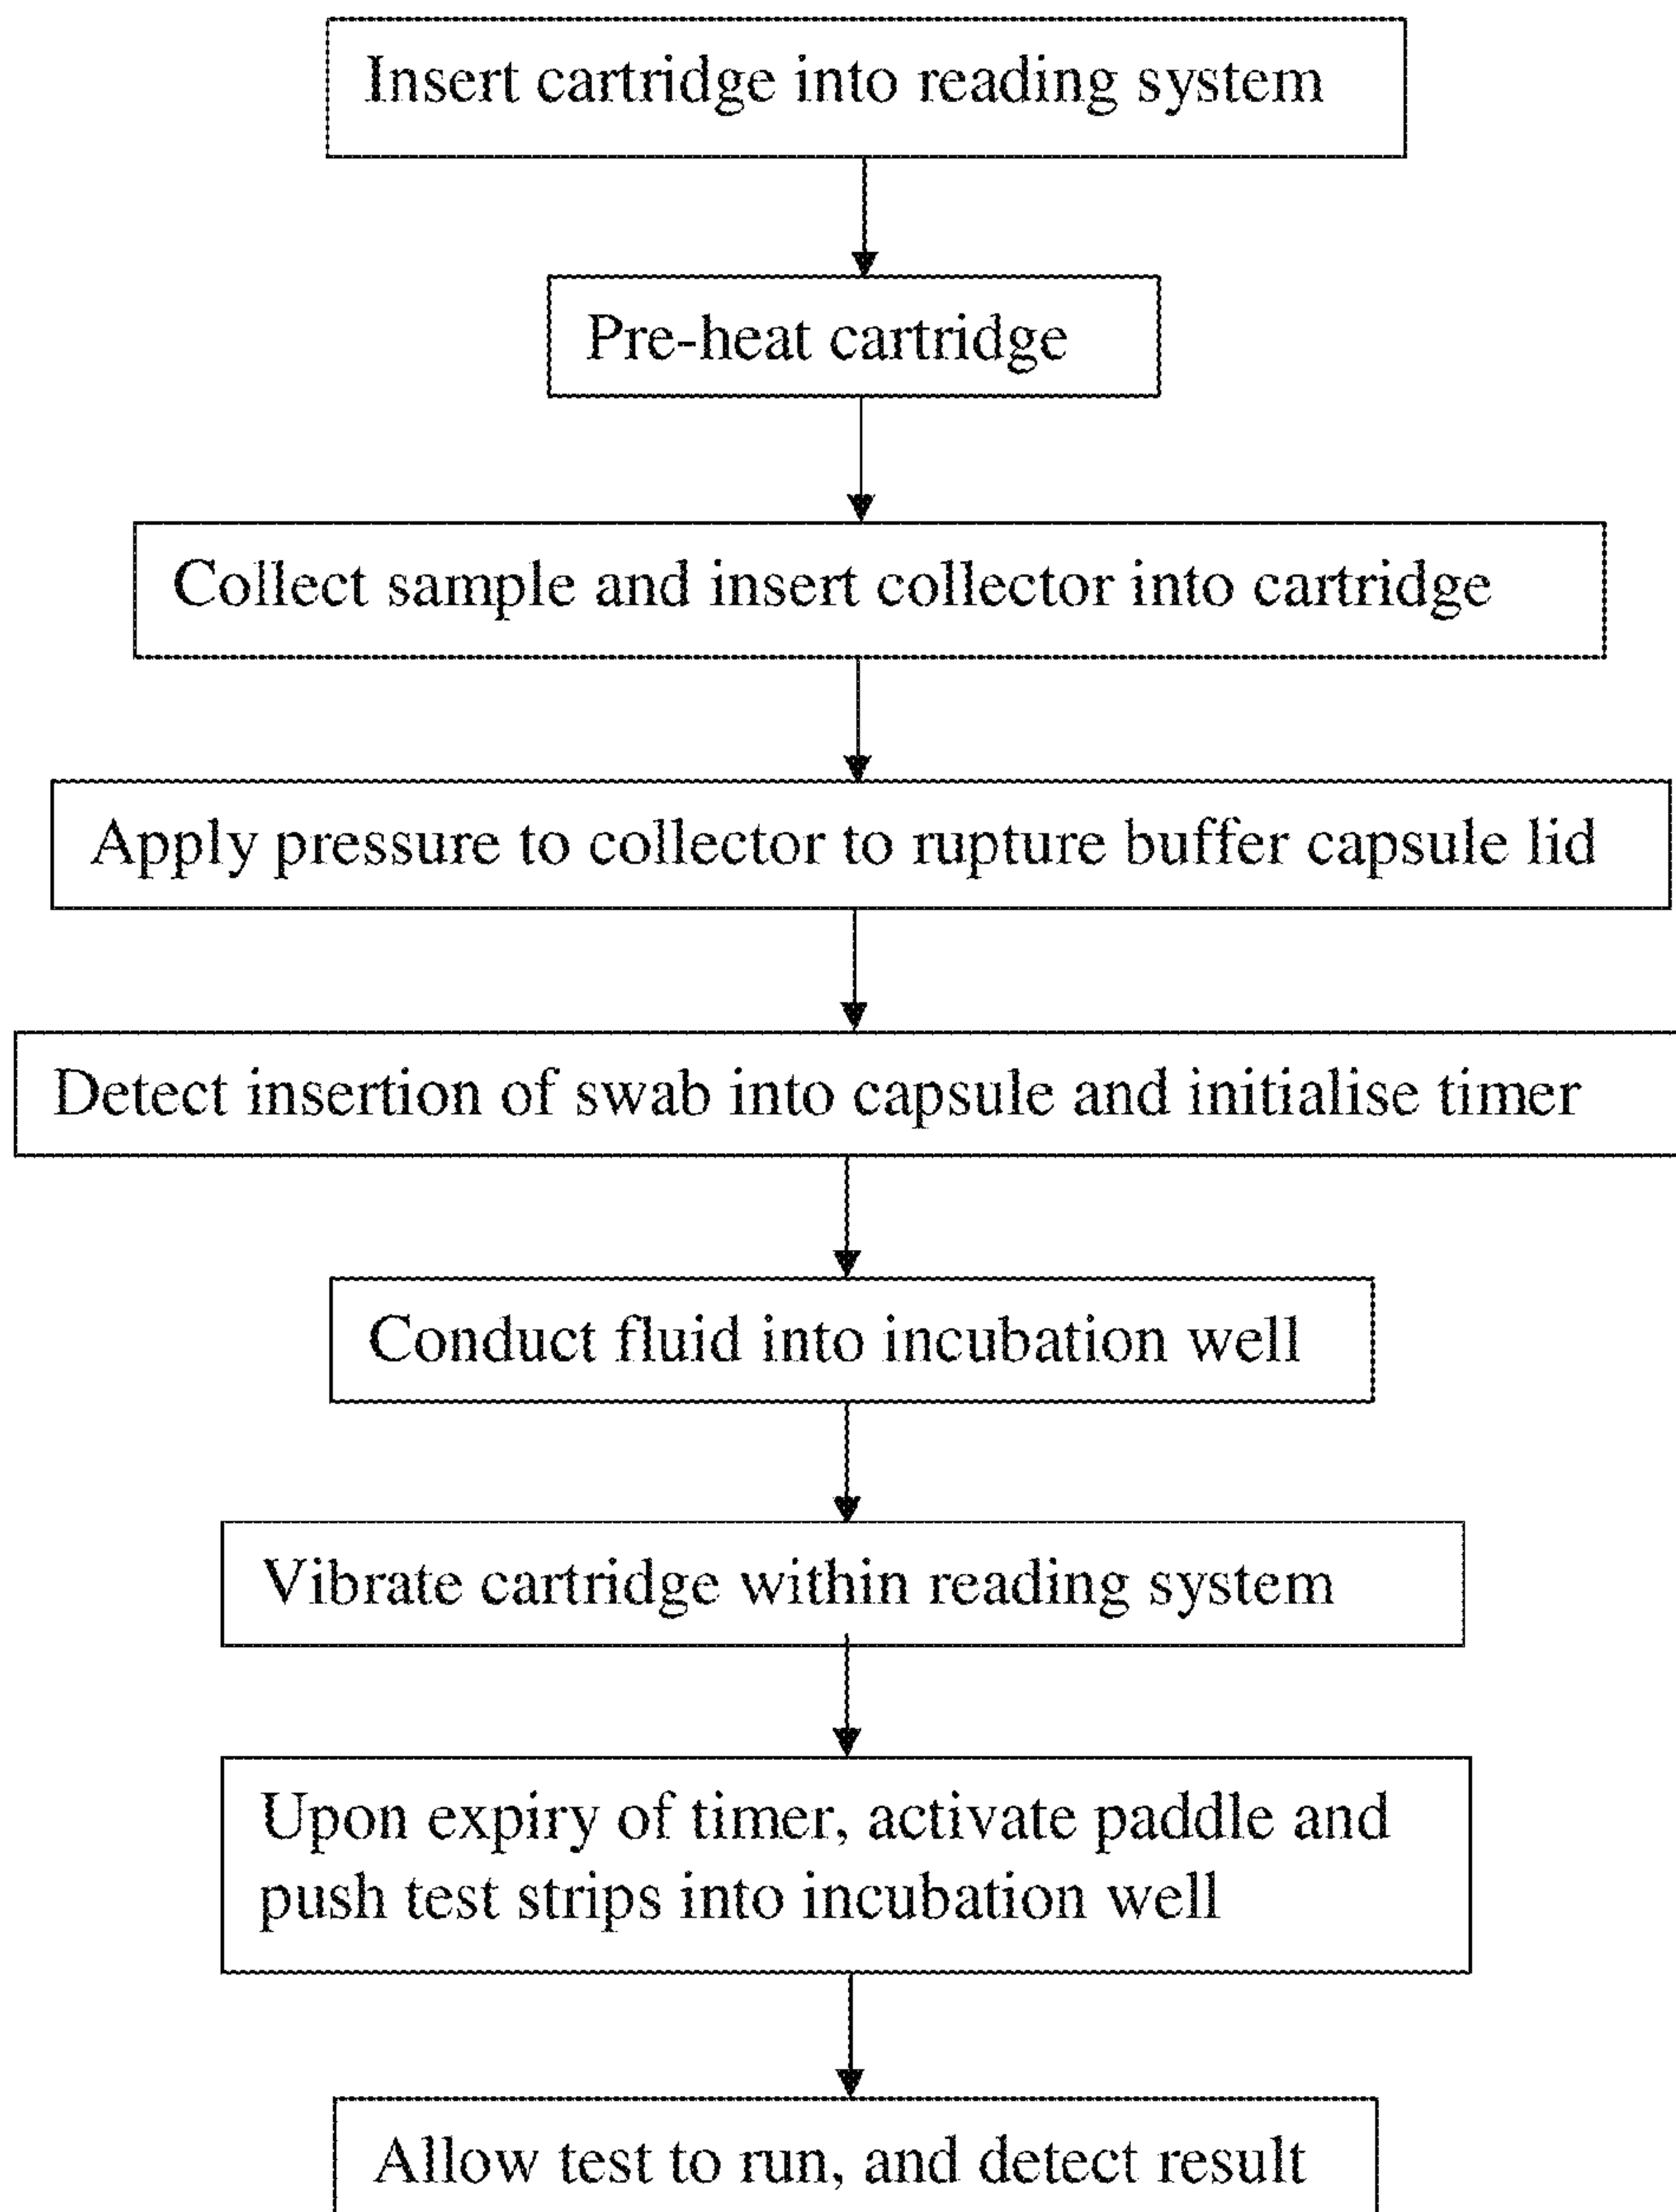 Insert cartridge into reading system
Pre-heat cartridge
Collect sample and insert collector into cartridge
Apply pressure to collector to rupture buffer capsule lid
Detect insertion of swab into capsule and initialise timer
Conduct fluid into incubation well
Vibrate cartridge within reading system
Upon expiry of timer, activate paddle and
push test strips into incubation well
Allow test to run, and detect result